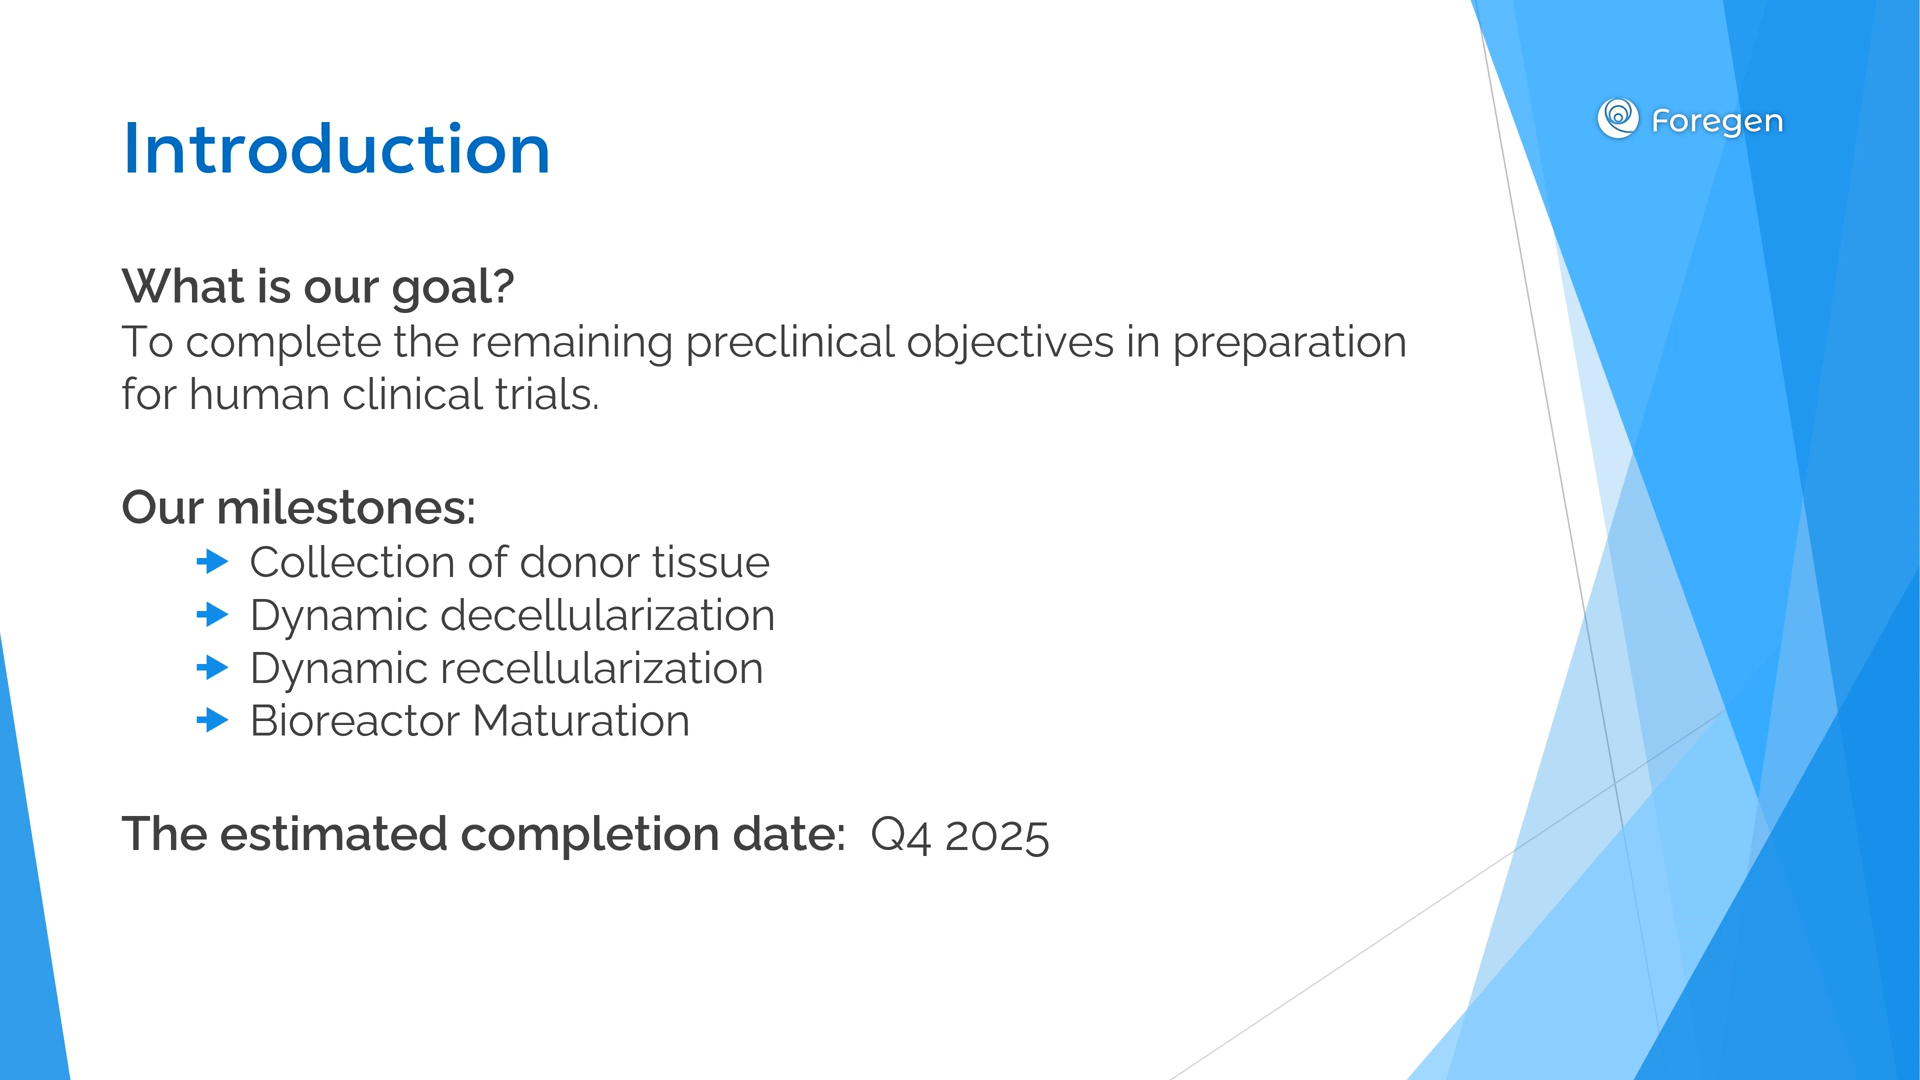 Foregen
Introduction
What is our goal?
To complete the remaining preclinical objectives in preparation
for human clinical trials.
Our milestones:
Collection of donor tissue
Dynamic decellularization
Dynamic recellularization
Bioreactor Maturation
The estimated completion date: Q4 2025